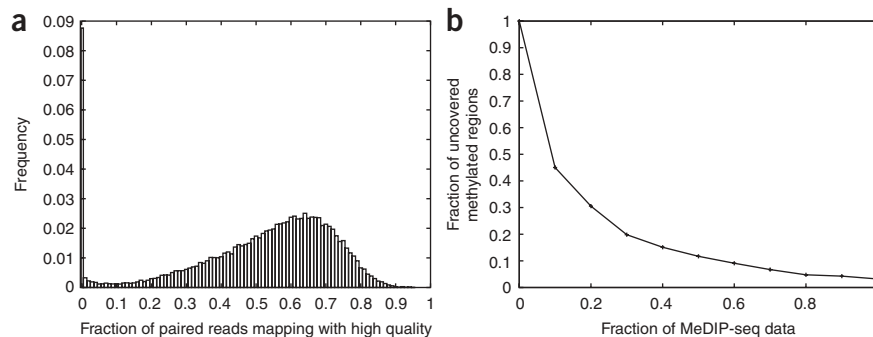 a
0.09
0.08
0.07
0.06
0.05
0.04
0.03
0.02
0.01
0
Frequency
0 0.1 0.2 0.3 0.4 0.5 0.6 0.7 0.8 0.9 1
Fraction of paired reads mapping with high quality
b
1
0.9
0.8
0.7
0.6
0.5
0.4
0.3
0.2
0.1
0
Fraction of uncovered
methylated regions
0 0.2 0.4 0.6 0.8
Fraction of MeDIP-seq data